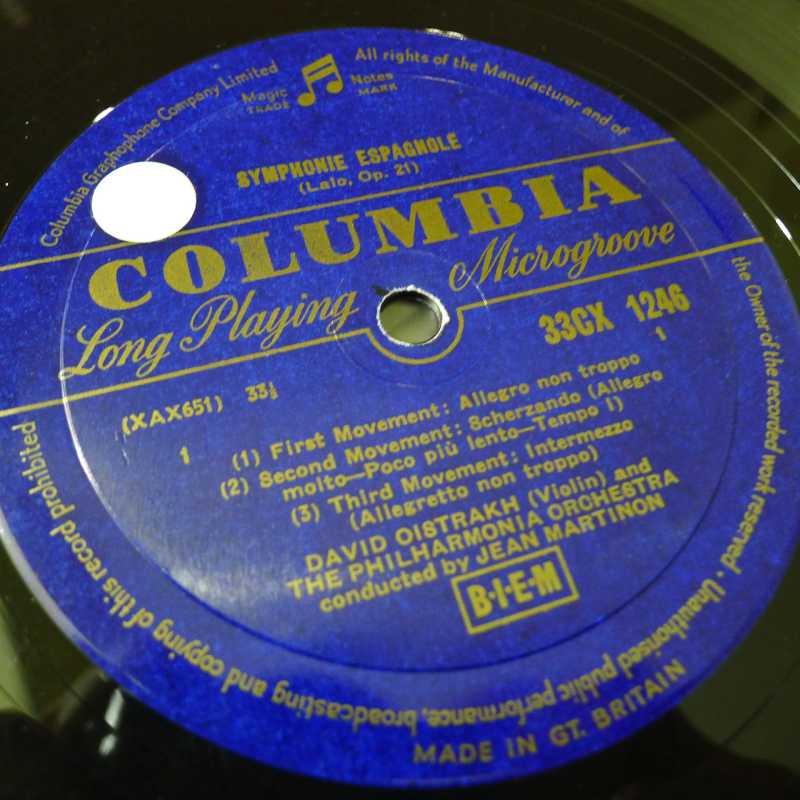 Columbia Graphophone Company Limited
All rights of the Manufacturer and of
the Owner of the recorded work reserved · Unauthorised public performance, broadcasting and copying of this record prohibited
Magic Notes
TRADE MARK
SYMPHONIE ESPAGNOLE
(Lalo, Op. 21)
COLUMBIA
Long Playing Microgroove
33CX 1246
(XAX651) 33⅓ 1
1 (1) First Movement: Allegro non troppo
(2) Second Movement: Scherzando (Allegro
molto—Poco più lento—Tempo I)
(3) Third Movement: Intermezzo
(Allegretto non troppo)
DAVID OISTRAKH (Violin) and
THE PHILHARMONIA ORCHESTRA
conducted by JEAN MARTINON
B·I·E·M
MADE IN GT. BRITAIN